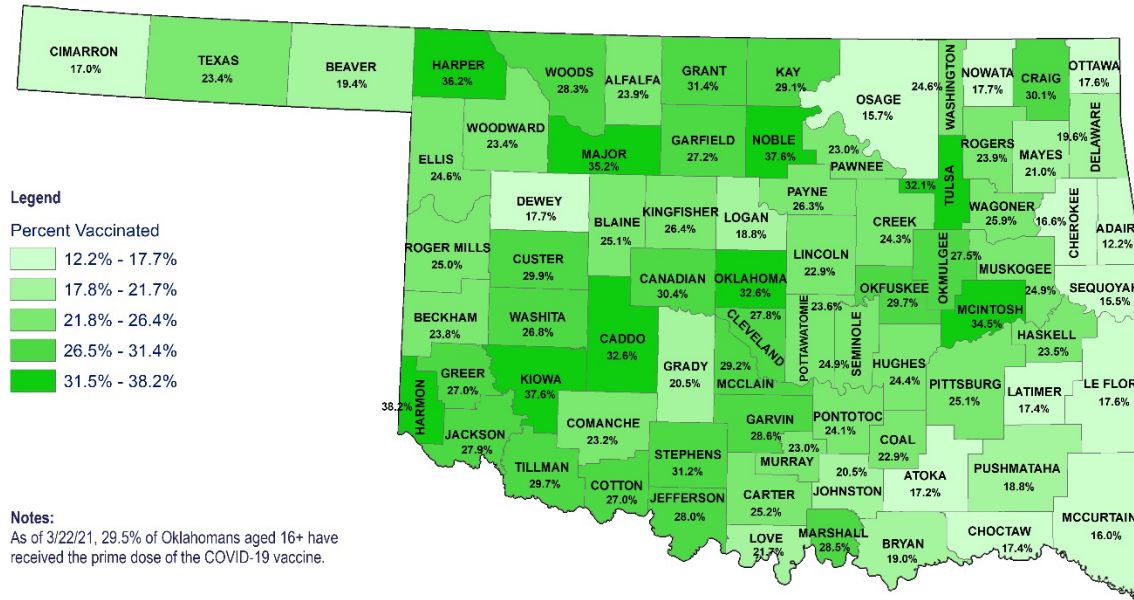 CIMARRON
17.0%
TEXAS
23.4%
BEAVER
19.4%
HARPER
36.2%
WOODS
28.3%
ALFALFA
23.9%
GRANT
31.4%
KAY
29.1%
OSAGE
15.7%
24.6%
WASHINGTON
NOWATA
17.7%
CRAIG
30.1%
OTTAWA
17.6%
WOODWARD
23.4%
ELLIS
24.6%
MAJOR
35.2%
GARFIELD
27.2%
NOBLE
37.6%
23.0%
PAWNEE
ROGERS
23.9%
MAYES
21.0%
19.6%
DELAWARE
Legend
Percent Vaccinated
12.2% - 17.7%
17.8% - 21.7%
21.8% - 26.4%
26.5% - 31.4%
31.5% - 38.2%
DEWEY
17.7%
BLAINE
25.1%
KINGFISHER
26.4%
LOGAN
18.8%
PAYNE
26.3%
32.1%
TULSA
CREEK
24.3%
WAGONER
25.9%
16.6%
CHEROKEE
ADAIR
12.2%
ROGER MILLS
25.0%
CUSTER
29.9%
CANADIAN
30.4%
OKLAHOMA
32.6%
LINCOLN
22.9%
OKFUSKEE
29.7%
OKMULGEE
27.5%
MUSKOGEE
24.9%
SEQUOYAH
15.5%
BECKHAM
23.8%
WASHITA
26.8%
CADDO
32.6%
27.8%
CLEVELAND
23.6%
POTTAWATOMIE
24.9%
SEMINOLE
MCINTOSH
34.5%
HASKELL
23.5%
GREER
27.0%
KIOWA
37.6%
GRADY
20.5%
29.2%
MCCLAIN
HUGHES
24.4%
PITTSBURG
25.1%
LATIMER
17.4%
LE FLOR
17.6%
38.2%
HARMON
JACKSON
27.9%
COMANCHE
23.2%
GARVIN
28.6%
PONTOTOC
24.1%
COAL
22.9%
TILLMAN
29.7%
COTTON
27.0%
STEPHENS
31.2%
23.0%
MURRAY
20.5%
JOHNSTON
ATOKA
17.2%
PUSHMATAHA
18.8%
JEFFERSON
28.0%
CARTER
25.2%
LOVE
21.7%
MARSHALL
28.5%
BRYAN
19.0%
CHOCTAW
17.4%
MCCURTAIN
16.0%
Notes:
As of 3/22/21, 29.5% of Oklahomans aged 16+ have
received the prime dose of the COVID-19 vaccine.